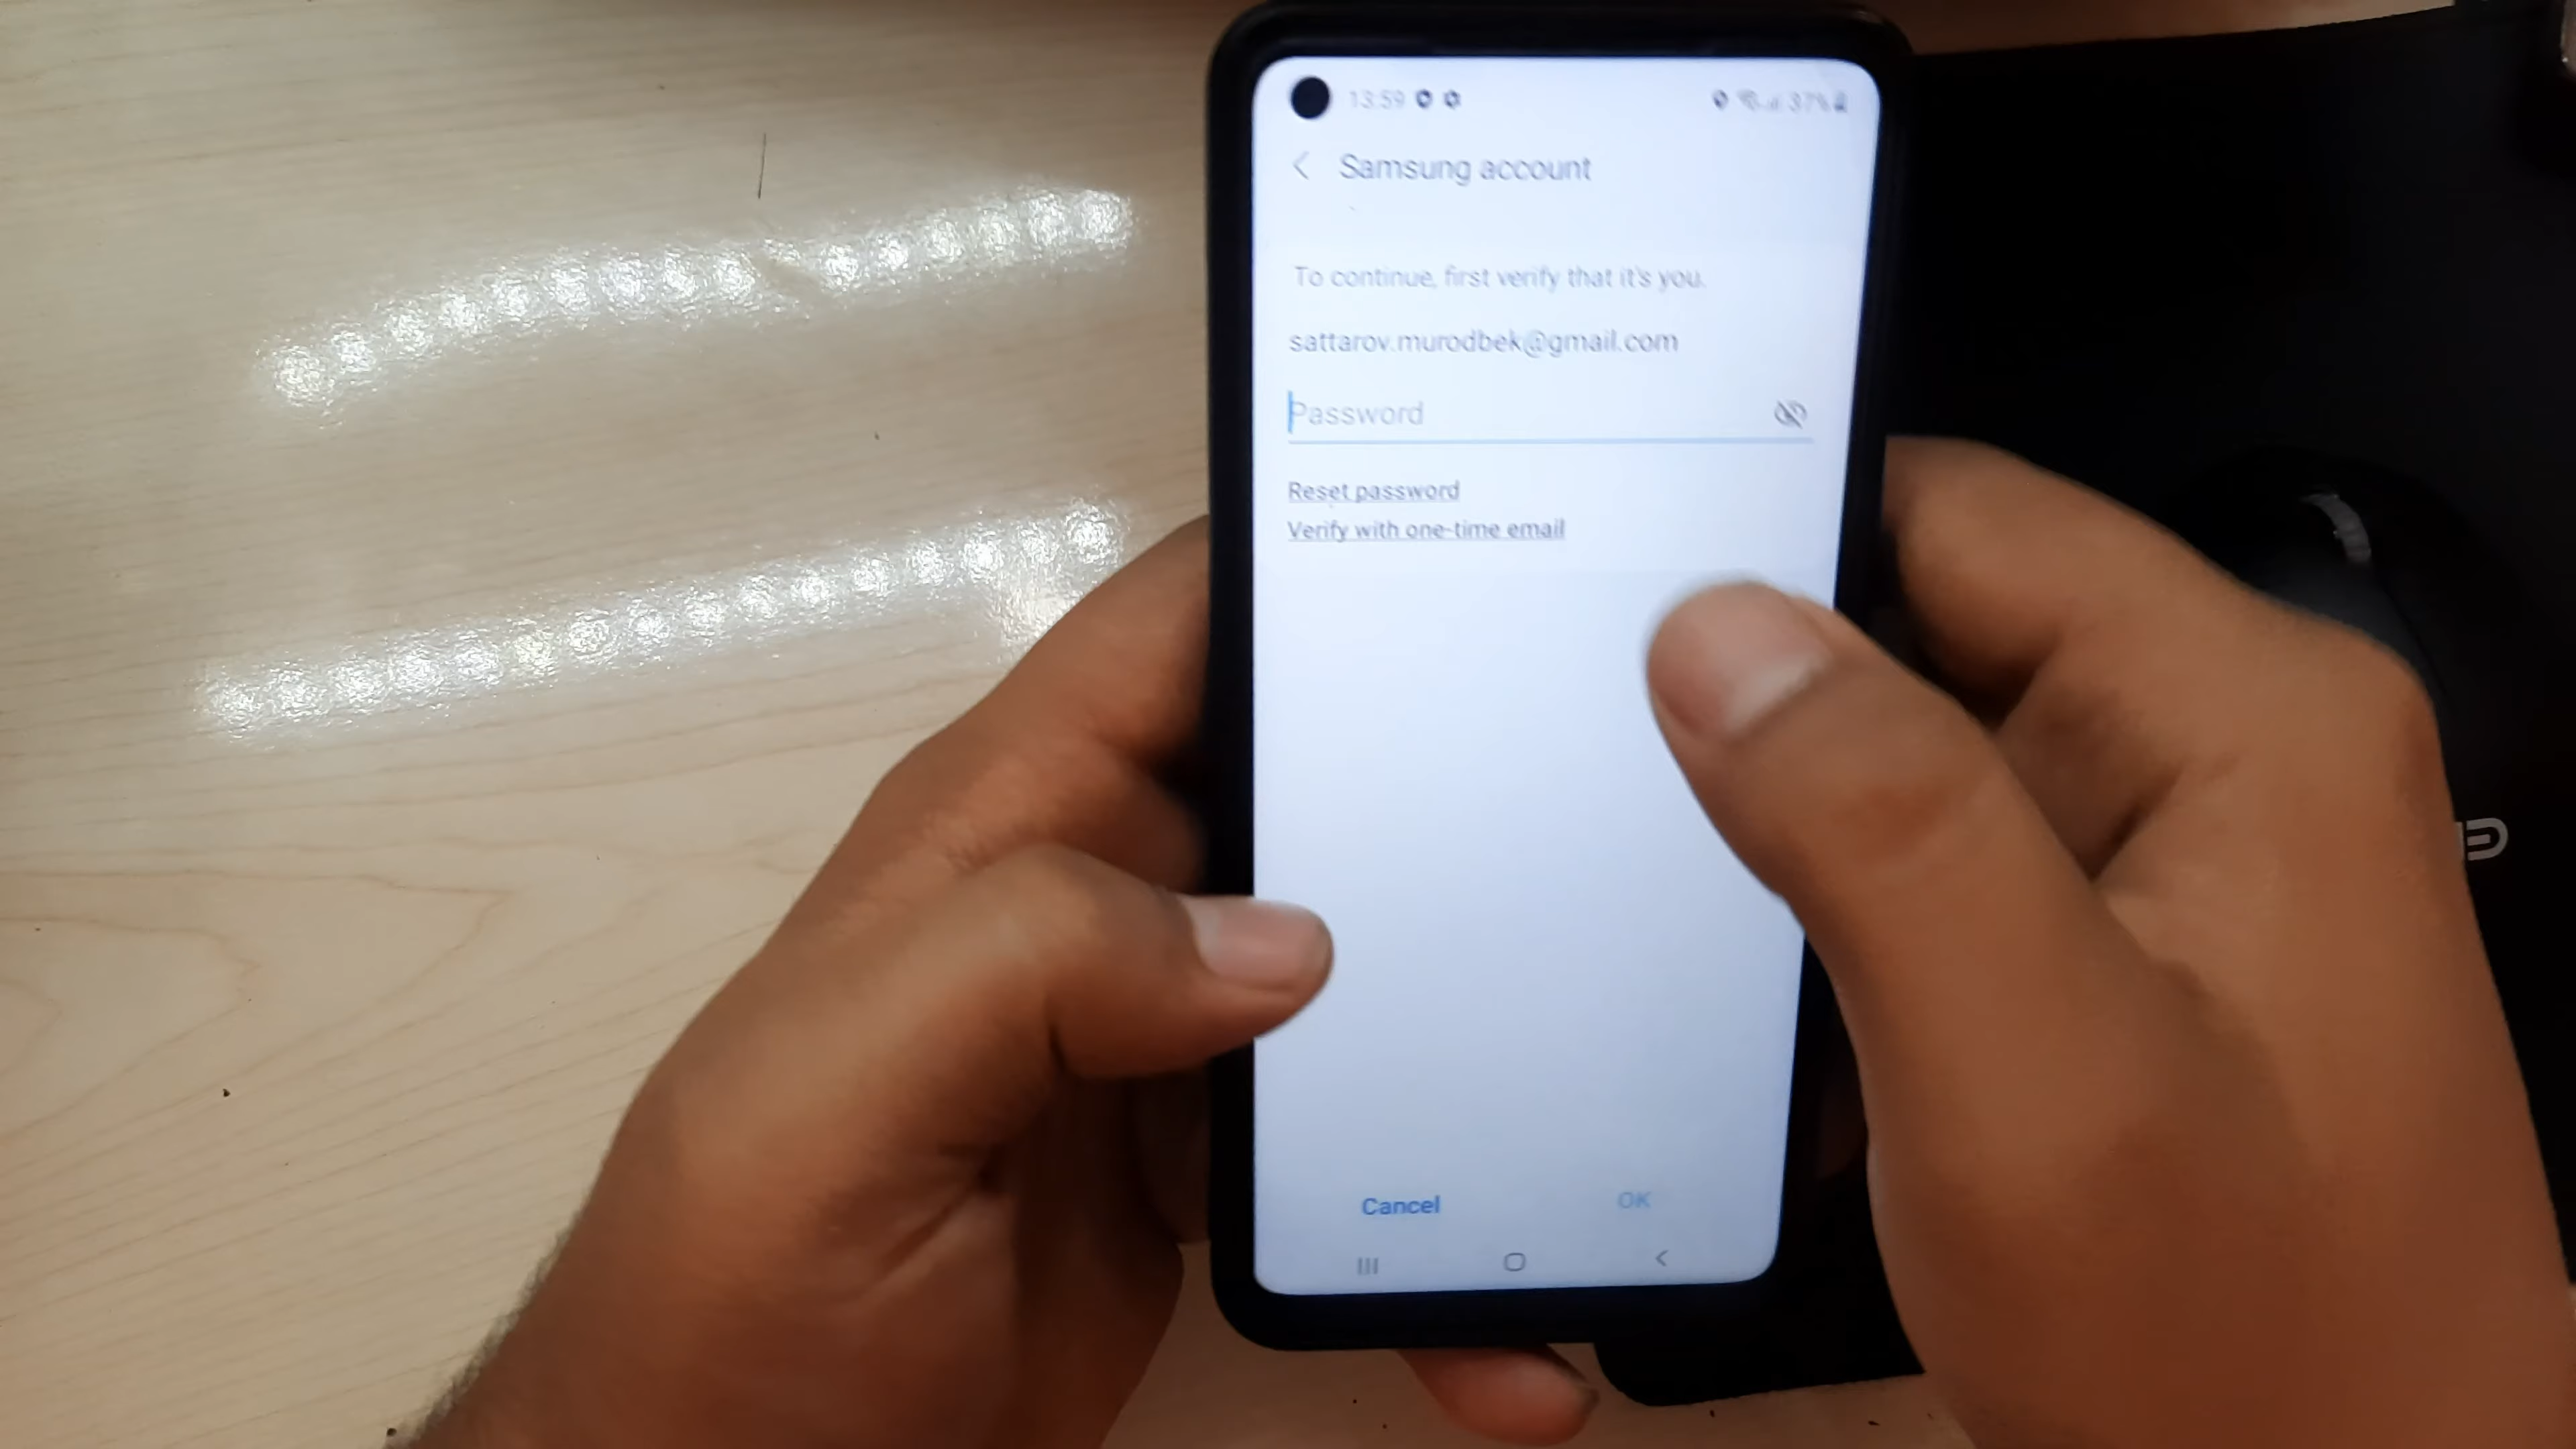 13:59 37%
Samsung account
To continue, first verify that it's you.
sattarov.murodbek@gmail.com
Password
Reset password
Verify with one-time email
Cancel OK